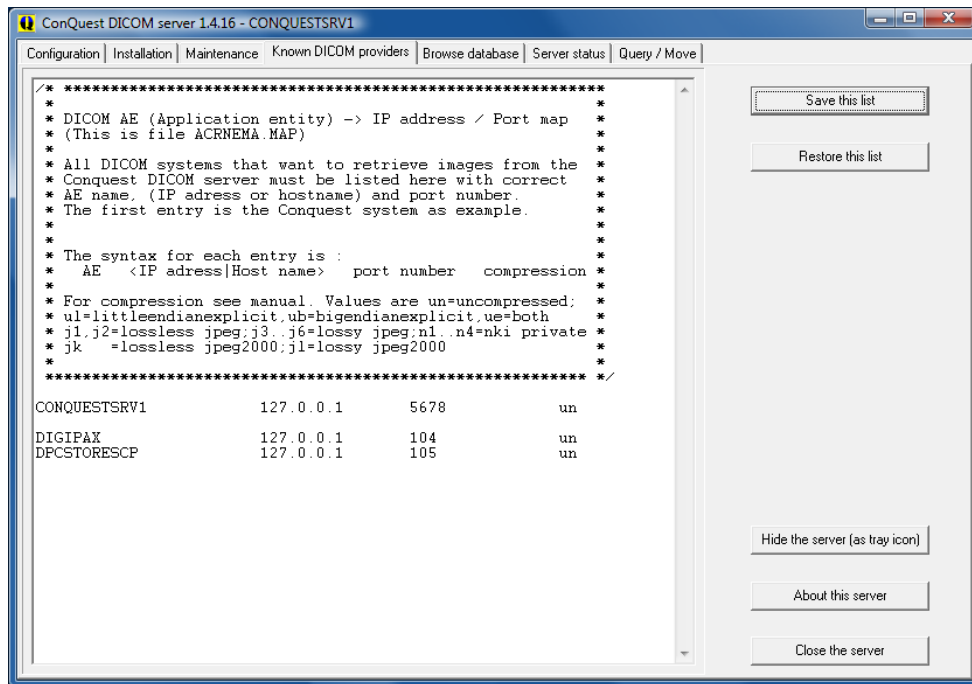 ConQuest DICOM server 1.4.16 - CONQUESTSRV1
Configuration Installation Maintenance Known DICOM providers Browse database Server status Query / Move
/* ********************************************************** 
 * *
 * DICOM AE (Application entity) -> IP address / Port map *
 * (This is file ACRNEMA.MAP) *
 * *
 * All DICOM systems that want to retrieve images from the *
 * Conquest DICOM server must be listed here with correct *
 * AE name, (IP adress or hostname) and port number. *
 * The first entry is the Conquest system as example. *
 * *
 * *
 * The syntax for each entry is : *
 * AE <IP adress|Host name> port number compression *
 * *
 * For compression see manual. Values are un=uncompressed; *
 * ul=littleendianexplicit,ub=bigendianexplicit,ue=both *
 * j1,j2=lossless jpeg;j3..j6=lossy jpeg;n1..n4=nki private *
 * jk =lossless jpeg2000;jl=lossy jpeg2000 *
 * *
 ********************************************************** */
CONQUESTSRV1 127.0.0.1 5678 un
DIGIPAX 127.0.0.1 104 un
DPCSTORESCP 127.0.0.1 105 un
Save this list
Restore this list
Hide the server (as tray icon)
About this server
Close the server